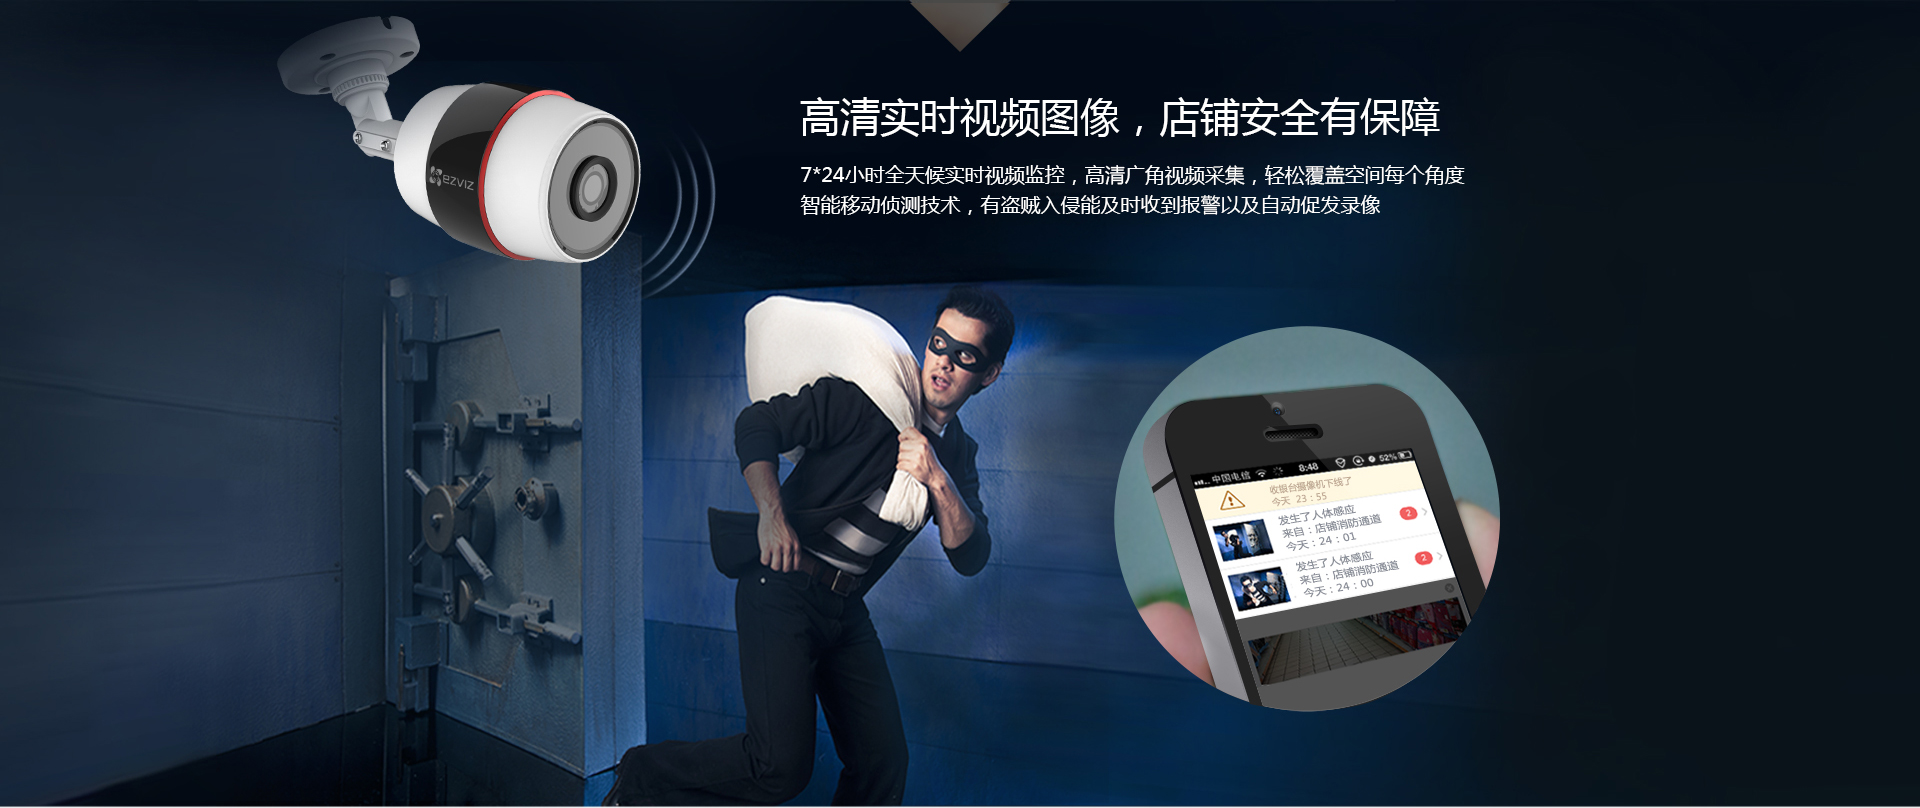 高清实时视频图像，店铺安全有保障
7*24小时全天候实时视频监控，高清广角视频采集，轻松覆盖空间每个角度
智能移动侦测技术，有盗贼入侵能及时收到报警以及自动促发录像
ezviz
中国电信 8:48 52%
收银台摄像机下线了
今天 23：55
发生了人体感应
来自：店铺消防通道
今天：24：01
2
发生了人体感应
来自：店铺消防通道
今天：24：00
2